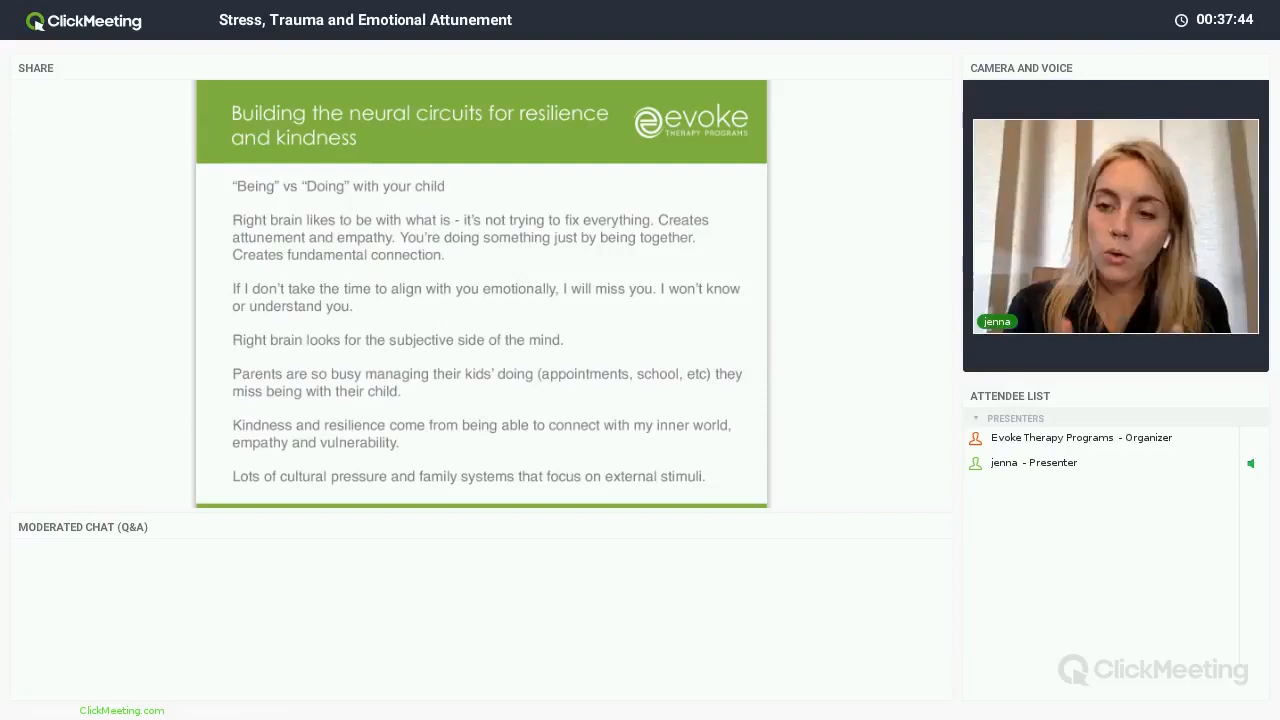 ClickMeeting
Stress, Trauma and Emotional Attunement
00:37:44
SHARE
Building the neural circuits for resilience
and kindness
evoke
THERAPY PROGRAMS
“Being” vs “Doing” with your child
Right brain likes to be with what is - it’s not trying to fix everything. Creates
attunement and empathy. You’re doing something just by being together.
Creates fundamental connection.
If I don’t take the time to align with you emotionally, I will miss you. I won’t know
or understand you.
Right brain looks for the subjective side of the mind.
Parents are so busy managing their kids’ doing (appointments, school, etc) they
miss being with their child.
Kindness and resilience come from being able to connect with my inner world,
empathy and vulnerability.
Lots of cultural pressure and family systems that focus on external stimuli.
MODERATED CHAT (Q&A)
CAMERA AND VOICE
jenna
ATTENDEE LIST
PRESENTERS
Evoke Therapy Programs - Organizer
jenna - Presenter
ClickMeeting
ClickMeeting.com